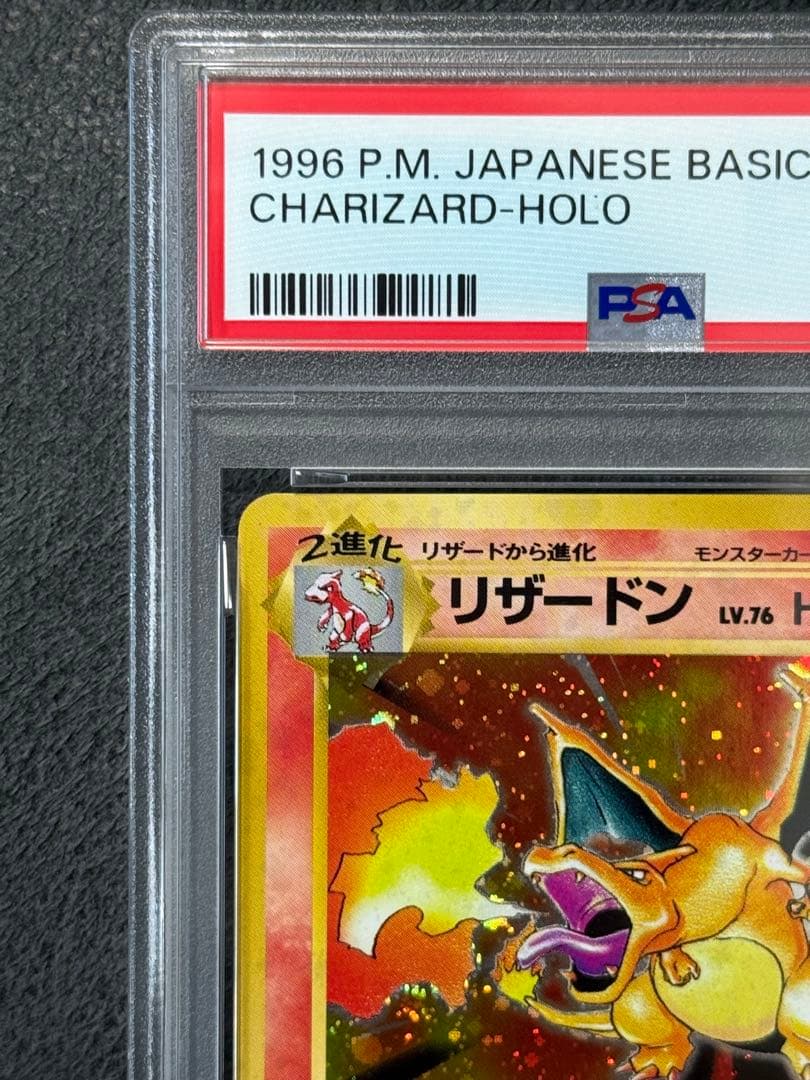 1996 P.M. JAPANESE BASIC
CHARIZARD-HOLO
PSA
2進化 リザードから進化 モンスターカー
リザードン LV.76 H